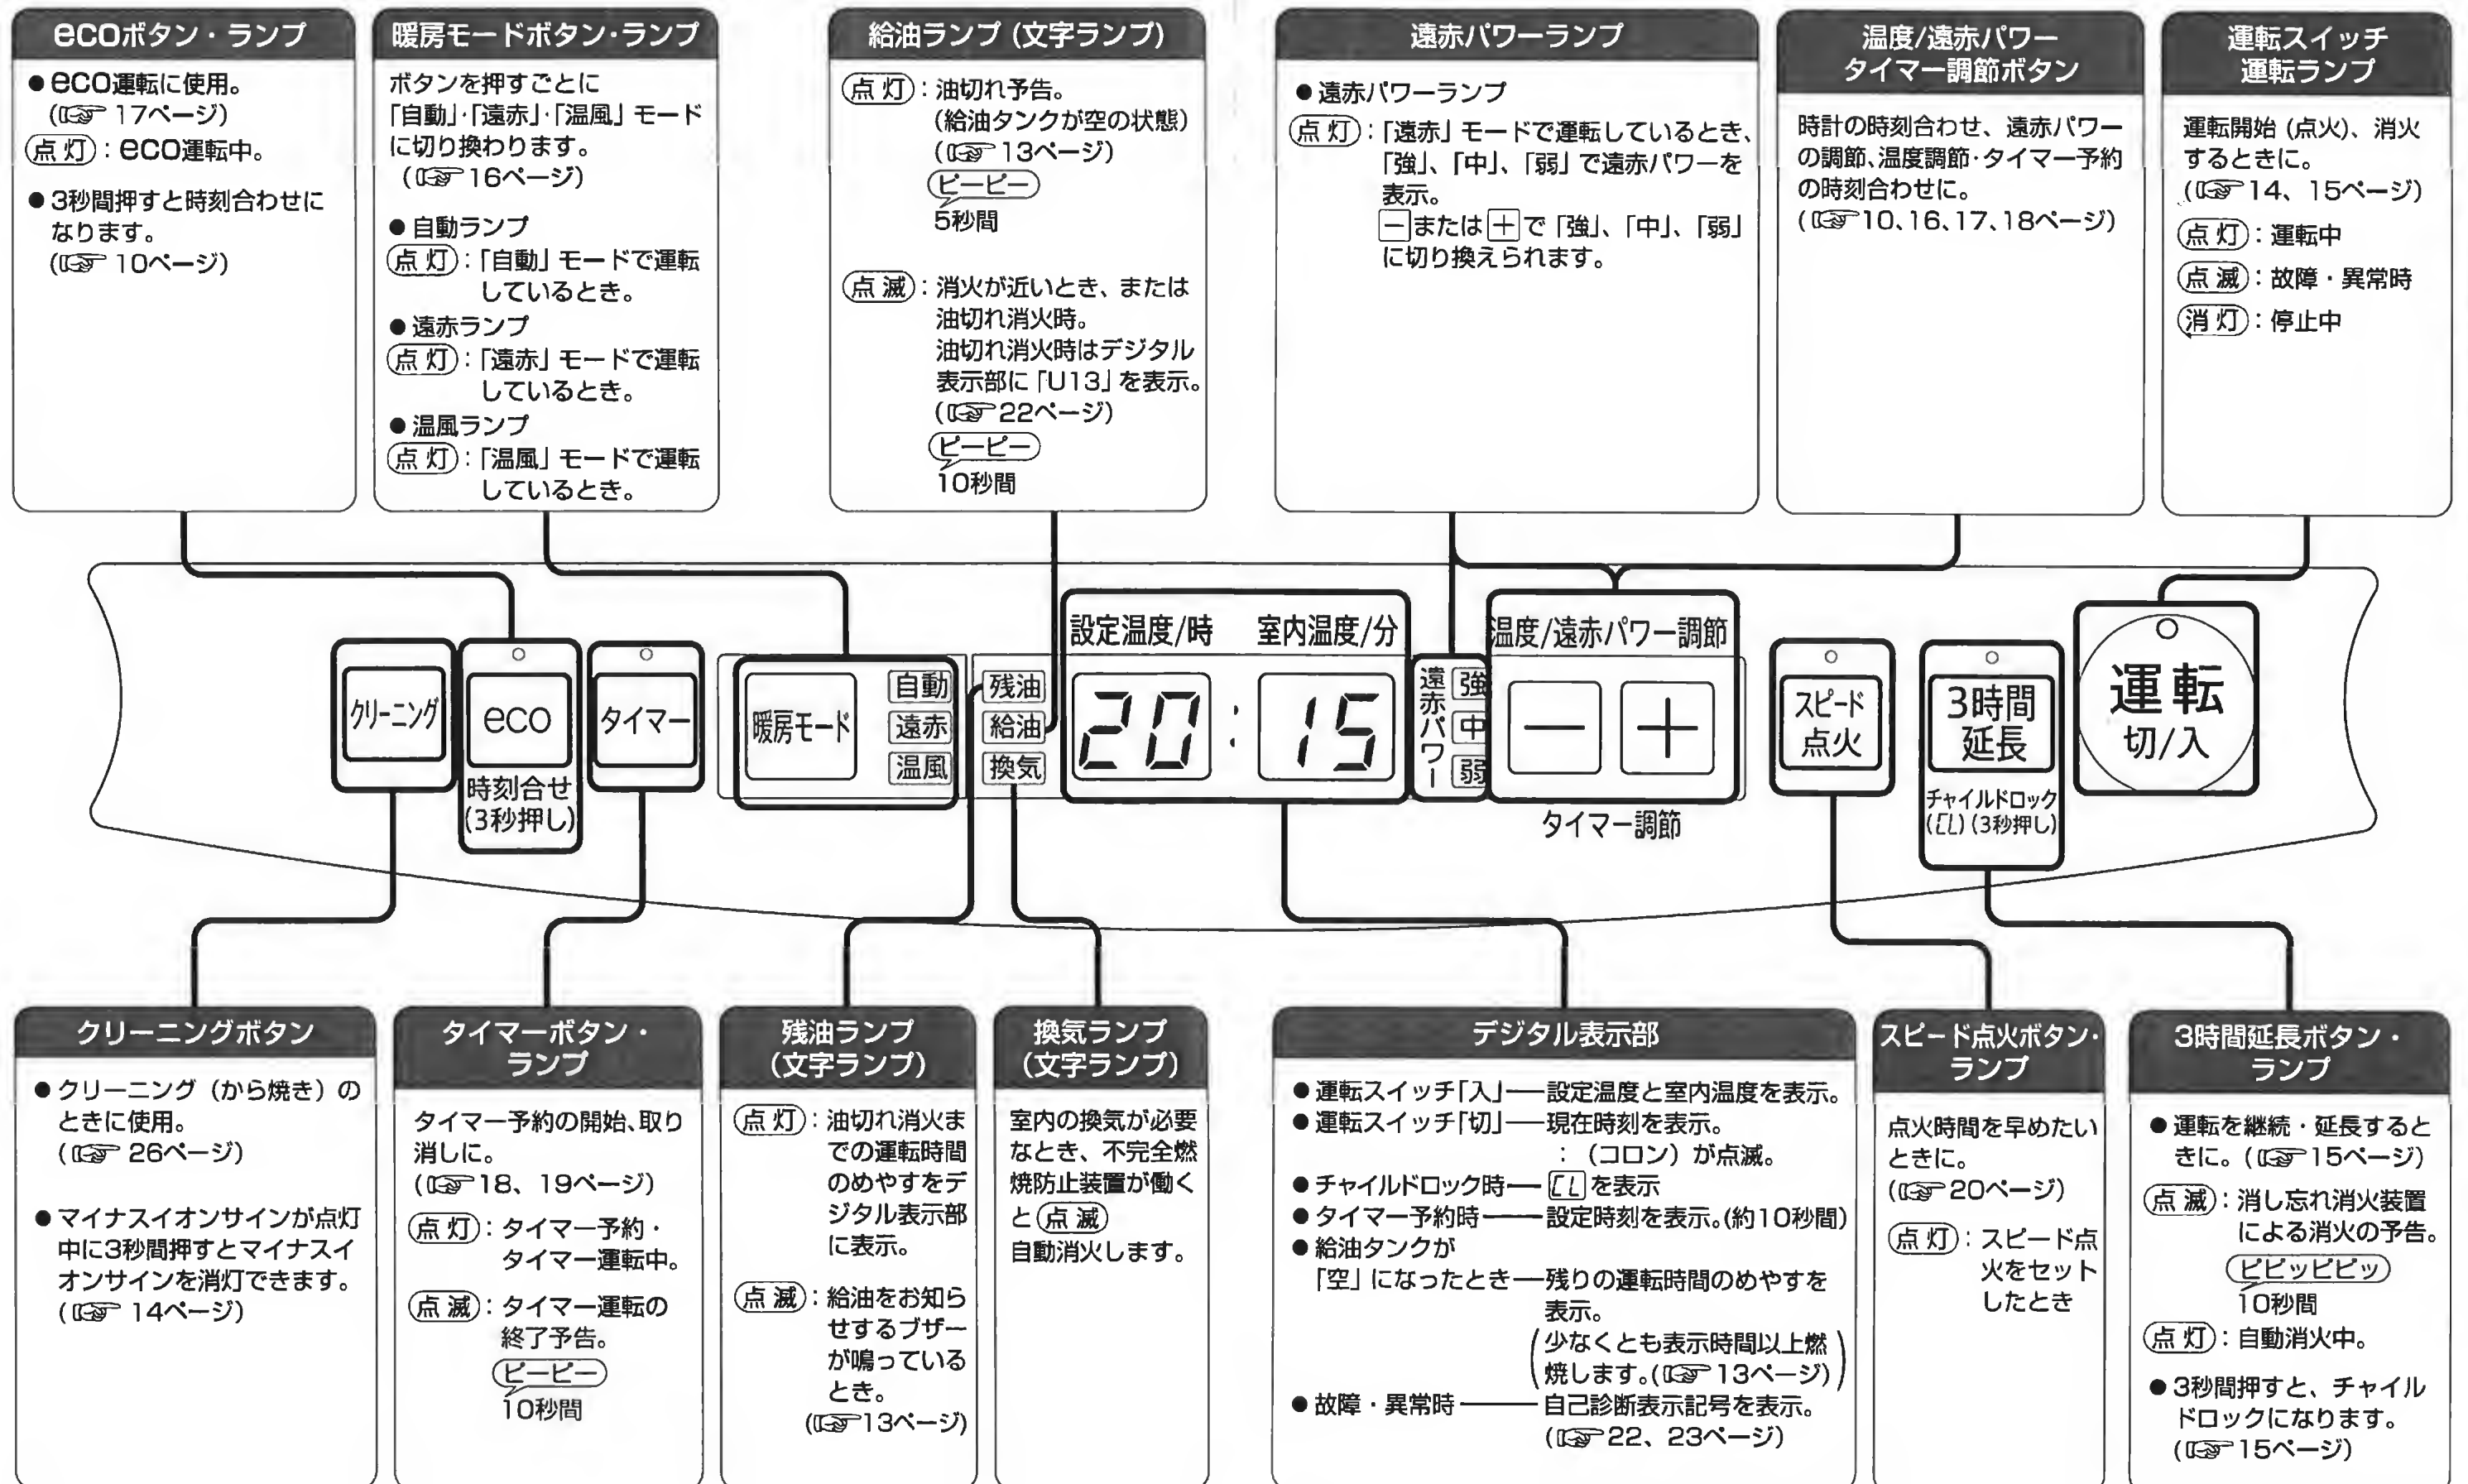 ecoボタン・ランプ
●eco運転に使用。
(☞ 17ページ)
点灯：eco運転中。
●3秒間押すと時刻合わせに
なります。
(☞ 10ページ)
暖房モードボタン・ランプ
ボタンを押すごとに
「自動」・「遠赤」・「温風」モード
に切り換わります。
(☞16ページ)
●自動ランプ
点灯：「自動」モードで運転
しているとき。
●遠赤ランプ
点灯：「遠赤」モードで運転
しているとき。
●温風ランプ
点灯：「温風」モードで運転
しているとき。
給油ランプ (文字ランプ)
点灯：油切れ予告。
(給油タンクが空の状態)
(☞13ページ)
ピーピー
5秒間
点滅：消火が近いとき、または
油切れ消火時。
油切れ消火時はデジタル
表示部に「U13」を表示。
(☞22ページ)
ピーピー
10秒間
遠赤パワーランプ
●遠赤パワーランプ
点灯：「遠赤」モードで運転しているとき、
「強」、「中」、「弱」で遠赤パワーを
表示。
−または＋で「強」、「中」、「弱」
に切り換えられます。
温度/遠赤パワー
タイマー調節ボタン
時計の時刻合わせ、遠赤パワー
の調節、温度調節・タイマー予約
の時刻合わせに。
(☞10、16、17、18ページ)
運転スイッチ
運転ランプ
運転開始 (点火)、消火
するときに。
(☞14、15ページ)
点灯：運転中
点滅：故障・異常時
消灯：停止中
クリーニング
eco
時刻合せ
(3秒押し)
タイマー
暖房モード
自動
遠赤
温風
残油
給油
換気
設定温度/時 室内温度/分
20 : 15
遠赤パワー
強
中
弱
温度/遠赤パワー調節
− ＋
タイマー調節
スピード
点火
3時間
延長
チャイルドロック
(CL) (3秒押し)
運転
切/入
クリーニングボタン
●クリーニング（から焼き）の
ときに使用。
(☞ 26ページ)
●マイナスイオンサインが点灯
中に3秒間押すとマイナスイ
オンサインを消灯できます。
(☞ 14ページ)
タイマーボタン・
ランプ
タイマー予約の開始、取り
消しに。
(☞18、19ページ)
点灯：タイマー予約・
タイマー運転中。
点滅：タイマー運転の
終了予告。
ピーピー
10秒間
残油ランプ
(文字ランプ)
点灯：油切れ消火ま
での運転時間
のめやすをデ
ジタル表示部
に表示。
点滅：給油をお知ら
せするブザー
が鳴っている
とき。
(☞13ページ)
換気ランプ
(文字ランプ)
室内の換気が必要
なとき、不完全燃
焼防止装置が働く
と点滅
自動消火します。
デジタル表示部
●運転スイッチ「入」──設定温度と室内温度を表示。
●運転スイッチ「切」──現在時刻を表示。
：（コロン）が点滅。
●チャイルドロック時──CLを表示
●タイマー予約時───設定時刻を表示。(約10秒間)
●給油タンクが
「空」になったとき──残りの運転時間のめやすを
表示。
(少なくとも表示時間以上燃
焼します。(☞13ページ))
●故障・異常時────自己診断表示記号を表示。
(☞22、23ページ)
スピード点火ボタン・
ランプ
点火時間を早めたい
ときに。
(☞20ページ)
点灯：スピード点
火をセット
したとき
3時間延長ボタン・
ランプ
●運転を継続・延長すると
きに。(☞15ページ)
点滅：消し忘れ消火装置
による消火の予告。
ピピッピピッ
10秒間
点灯：自動消火中。
●3秒間押すと、チャイル
ドロックになります。
(☞15ページ)